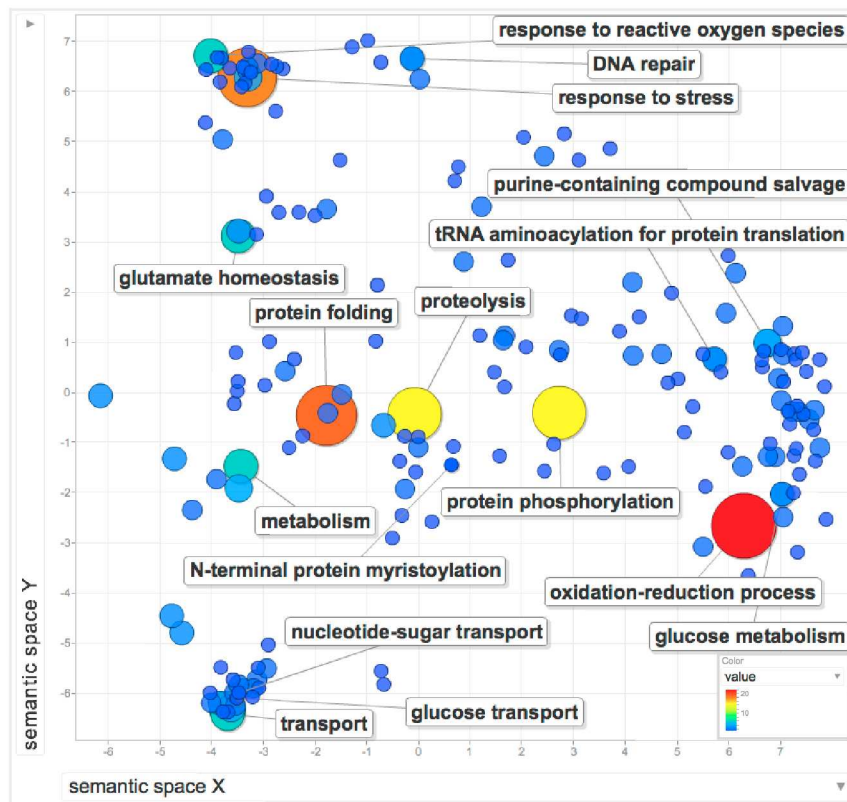 response to reactive oxygen species
DNA repair
response to stress
purine-containing compound salvage
tRNA aminoacylation for protein translation
glutamate homeostasis
protein folding
proteolysis
metabolism
protein phosphorylation
N-terminal protein myristoylation
oxidation-reduction process
nucleotide-sugar transport
glucose metabolism
glucose transport
transport
Color
value
20
10
7
6
5
4
3
2
1
0
-1
-2
-3
-4
-5
-6
semantic space Y
-6 -5 -4 -3 -2 -1 0 1 2 3 4 5 6 7
semantic space X